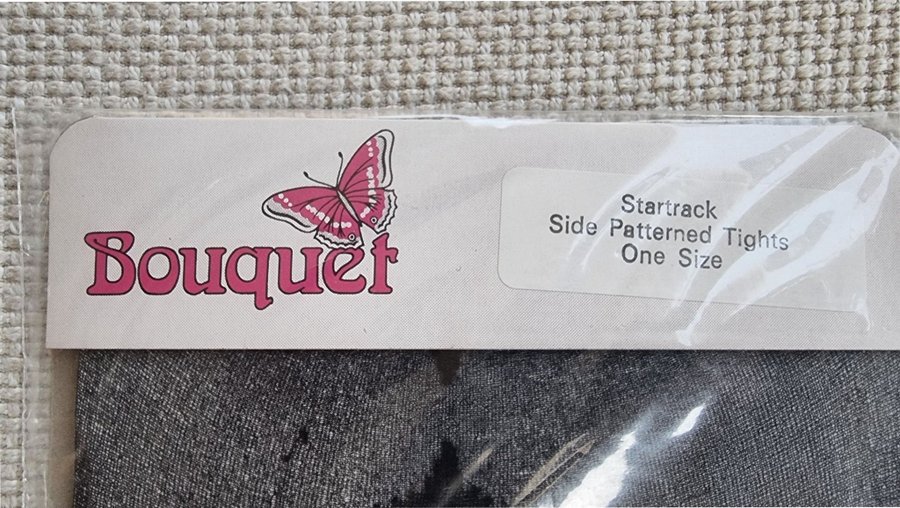 Bouquet
Startrack
Side Patterned Tights
One Size